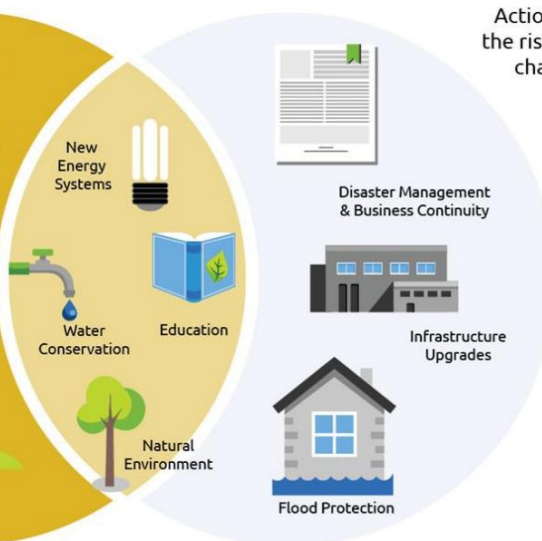 Actio
the ris
cha
New
Energy
Systems
Disaster Management
& Business Continuity
Water
Conservation
Education
Infrastructure
Upgrades
Natural
Environment
Flood Protection